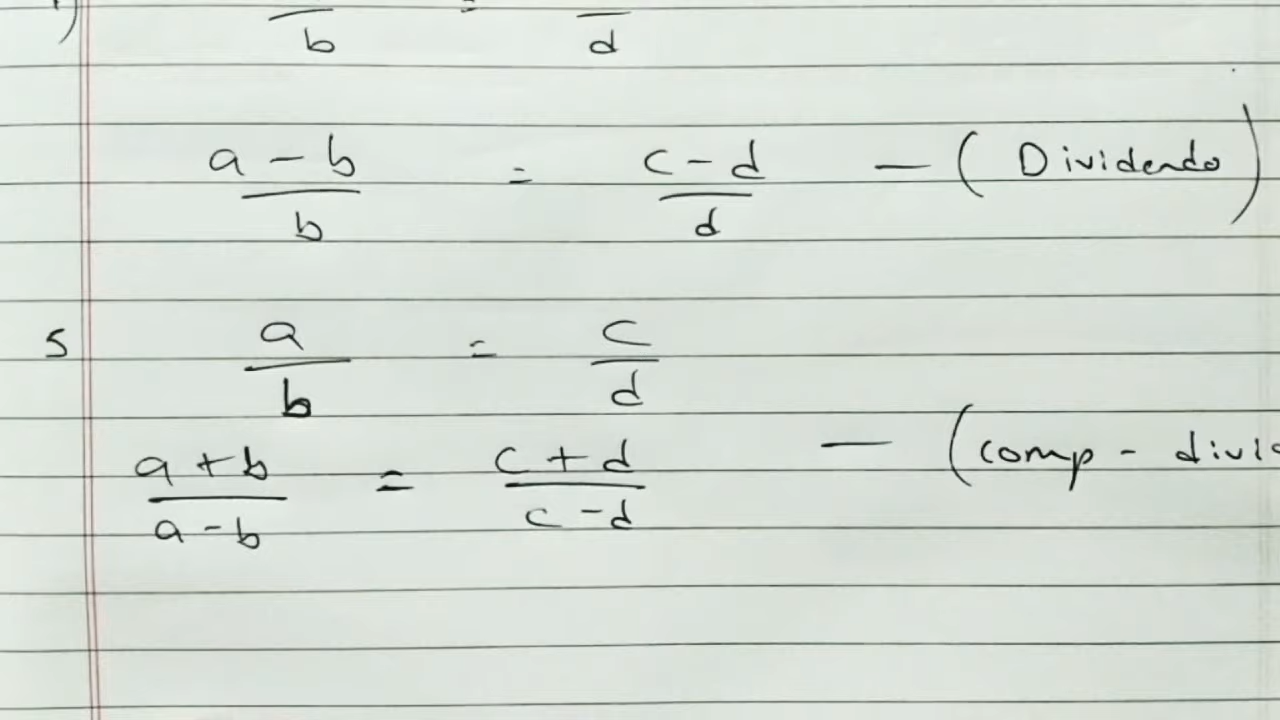 b = d
a - b = c - d — ( Dividendo )
b d
5 a = c
b d
a + b = c + d — ( comp -
a - b c - d